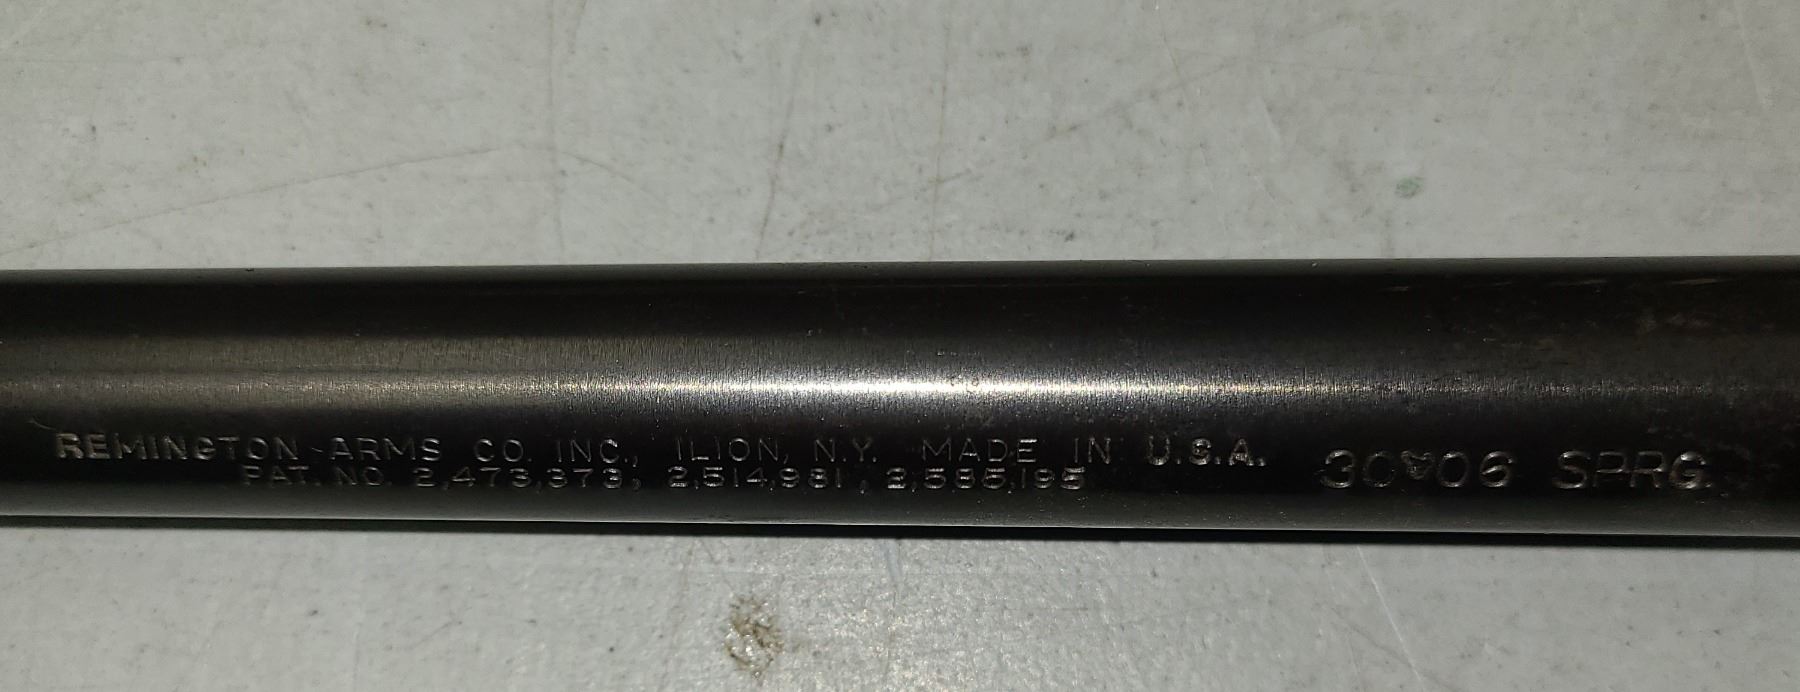 REMINGTON ARMS CO. INC., ILION, N.Y. MADE IN U.S.A.
PAT. NO. 2,473,373, 2,514,981, 2,585,195
30-06 SPRG.